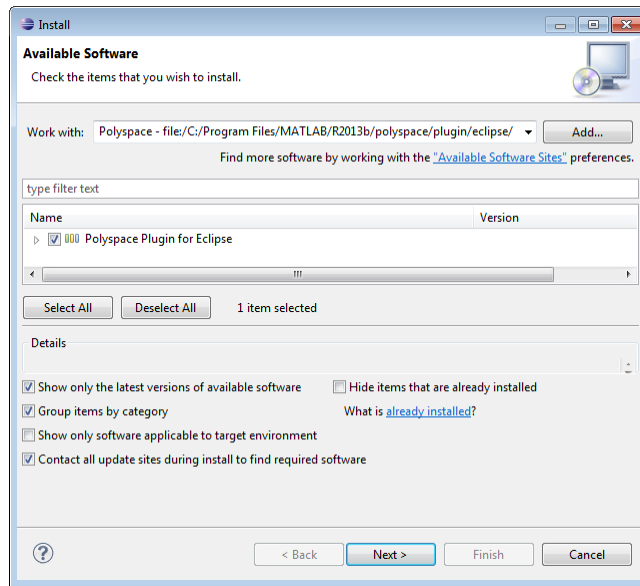 Install
Available Software
Check the items that you wish to install.
Work with: Polyspace - file:/C:/Program Files/MATLAB/R2013b/polyspace/plugin/eclipse/ Add...
Find more software by working with the "Available Software Sites" preferences.
type filter text
Name Version
Polyspace Plugin for Eclipse
Select All Deselect All 1 item selected
Details
Show only the latest versions of available software Hide items that are already installed
Group items by category What is already installed?
Show only software applicable to target environment
Contact all update sites during install to find required software
? < Back Next > Finish Cancel